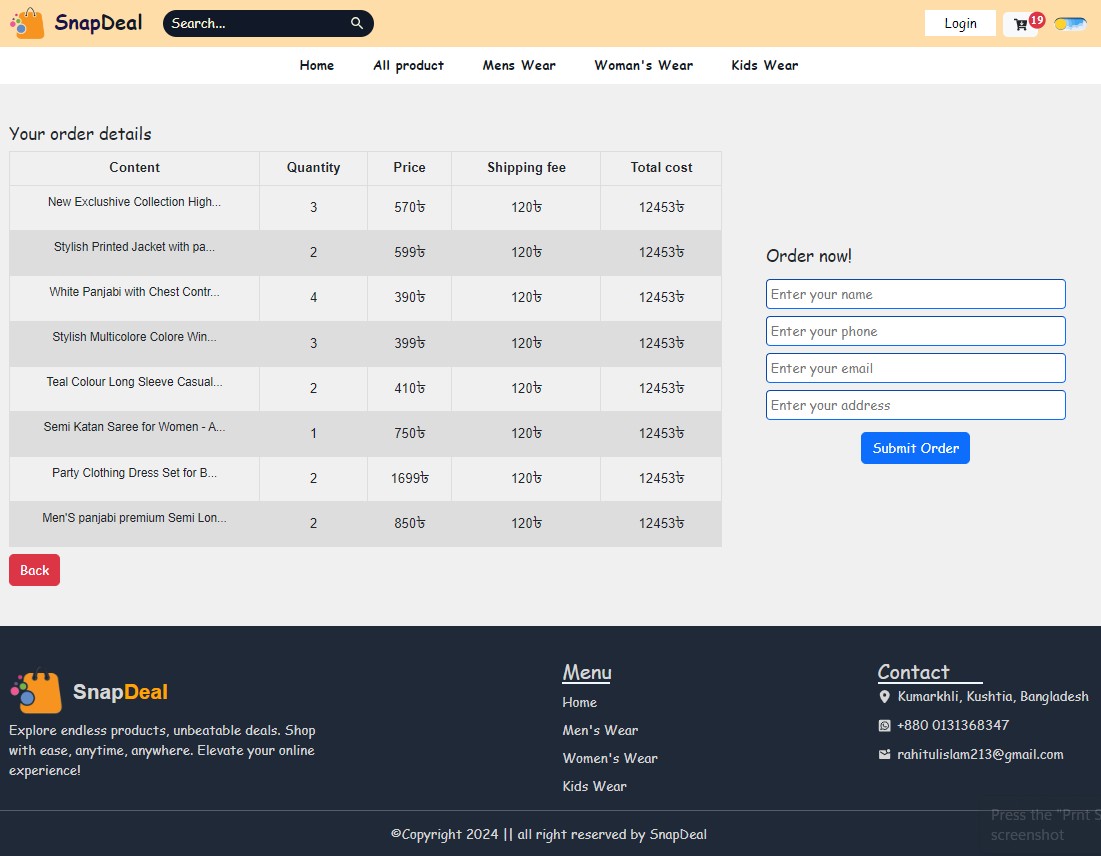 SnapDeal
Search...
Login
19
Home All product Mens Wear Woman's Wear Kids Wear
Your order details
Content Quantity Price Shipping fee Total cost
New Exclushive Collection High... 3 570৳ 120৳ 12453৳
Stylish Printed Jacket with pa... 2 599৳ 120৳ 12453৳
White Panjabi with Chest Contr... 4 390৳ 120৳ 12453৳
Stylish Multicolore Colore Win... 3 399৳ 120৳ 12453৳
Teal Colour Long Sleeve Casual... 2 410৳ 120৳ 12453৳
Semi Katan Saree for Women - A... 1 750৳ 120৳ 12453৳
Party Clothing Dress Set for B... 2 1699৳ 120৳ 12453৳
Men'S panjabi premium Semi Lon... 2 850৳ 120৳ 12453৳
Back
Order now!
Enter your name
Enter your phone
Enter your email
Enter your address
Submit Order
SnapDeal
Explore endless products, unbeatable deals. Shop
with ease, anytime, anywhere. Elevate your online
experience!
Menu
Home
Men's Wear
Women's Wear
Kids Wear
Contact
Kumarkhli, Kushtia, Bangladesh
+880 0131368347
rahitulislam213@gmail.com
©Copyright 2024 || all right reserved by SnapDeal
Press the "Prnt S
screenshot